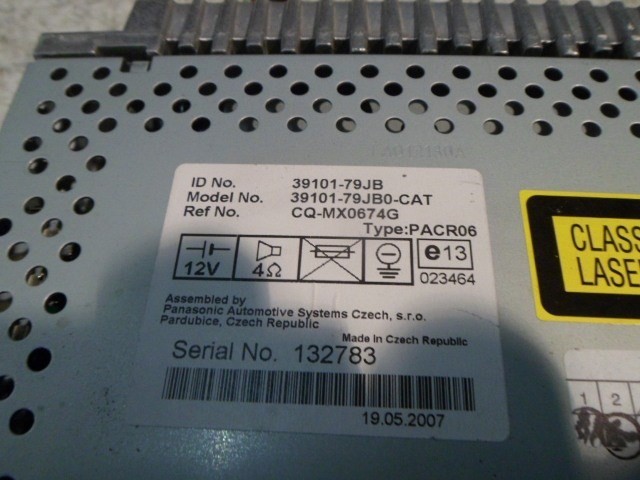 ID No. 39101-79JB
Model No. 39101-79JB0-CAT
Ref No. CQ-MX0674G
Type:PACR06
12V
4Ω
e13
023464
Assembled by
Panasonic Automotive Systems Czech, s.r.o.
Pardubice, Czech Republic
Made in Czech Republic
Serial No. 132783
19.05.2007
CLASS
LASE
1 2